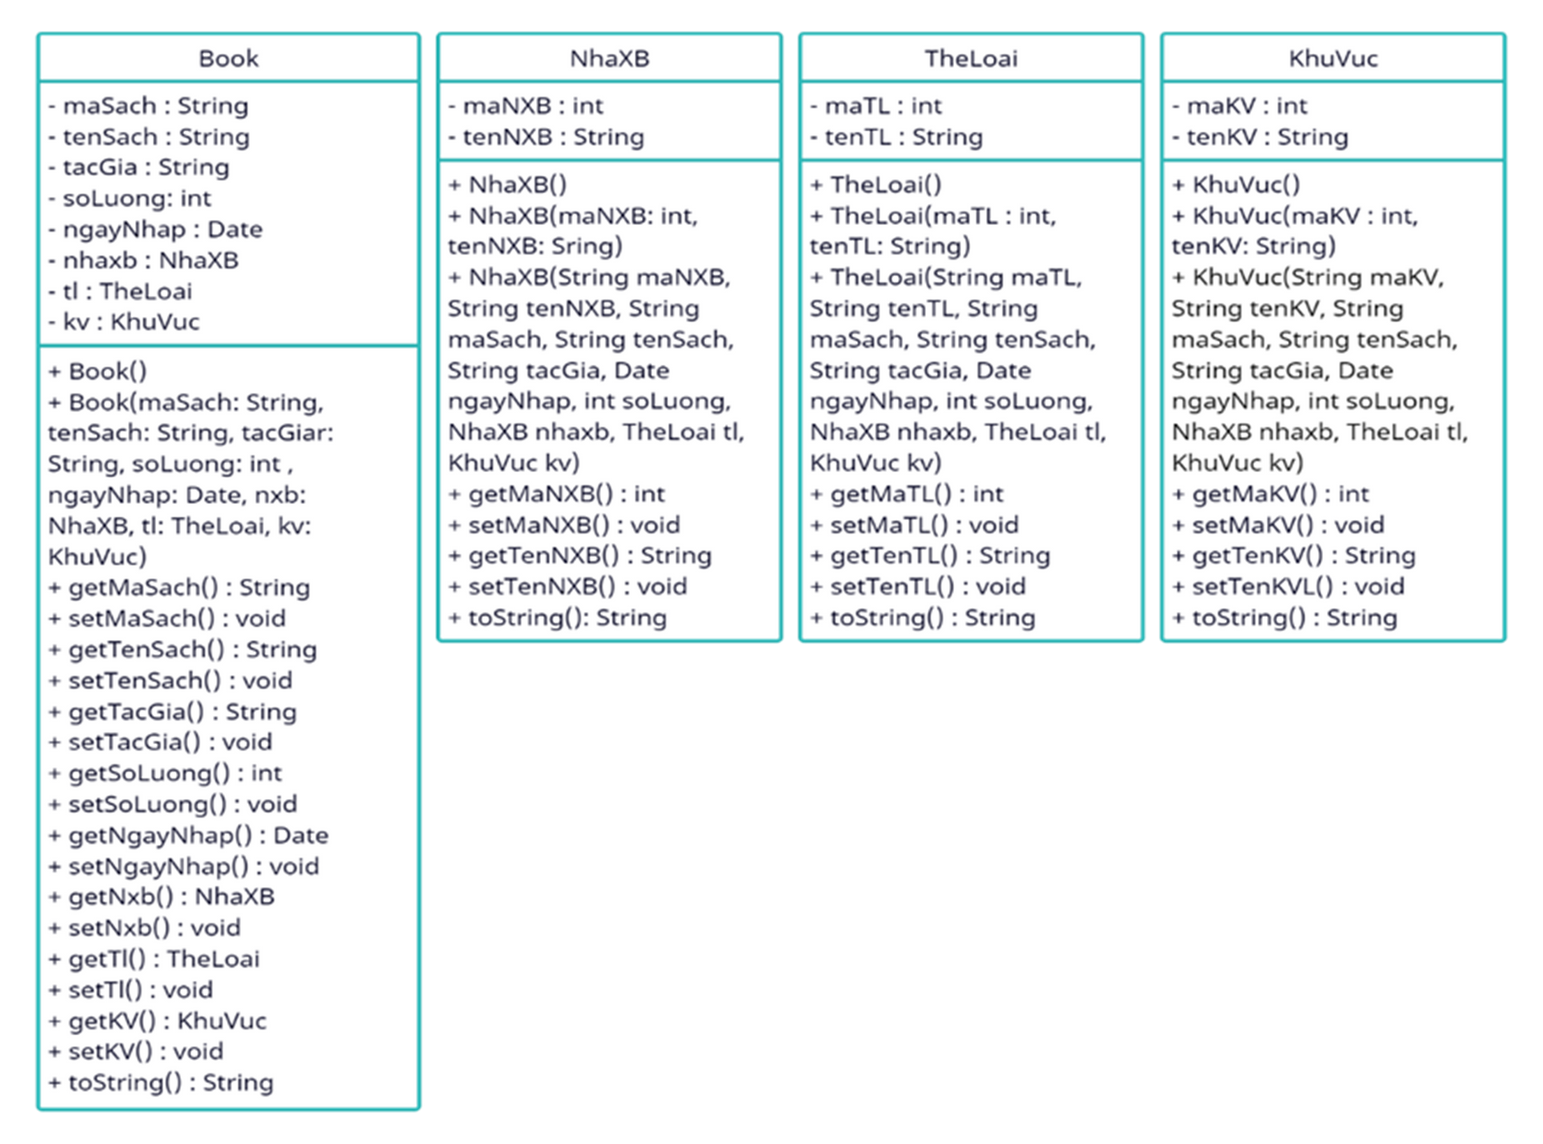 Book
- maSach : String
- tenSach : String
- tacGia : String
- soLuong: int
- ngayNhap : Date
- nhaxb : NhaXB
- tl : TheLoai
- kv : KhuVuc
+ Book()
+ Book(maSach: String,
tenSach: String, tacGiar:
String, soLuong: int ,
ngayNhap: Date, nxb:
NhaXB, tl: TheLoai, kv:
KhuVuc)
+ getMaSach() : String
+ setMaSach() : void
+ getTenSach() : String
+ setTenSach() : void
+ getTacGia() : String
+ setTacGia() : void
+ getSoLuong() : int
+ setSoLuong() : void
+ getNgayNhap() : Date
+ setNgayNhap() : void
+ getNxb() : NhaXB
+ setNxb() : void
+ getTl() : TheLoai
+ setTl() : void
+ getKV() : KhuVuc
+ setKV() : void
+ toString() : String
NhaXB
- maNXB : int
- tenNXB : String
+ NhaXB()
+ NhaXB(maNXB: int,
tenNXB: Sring)
+ NhaXB(String maNXB,
String tenNXB, String
maSach, String tenSach,
String tacGia, Date
ngayNhap, int soLuong,
NhaXB nhaxb, TheLoai tl,
KhuVuc kv)
+ getMaNXB() : int
+ setMaNXB() : void
+ getTenNXB() : String
+ setTenNXB() : void
+ toString(): String
TheLoai
- maTL : int
- tenTL : String
+ TheLoai()
+ TheLoai(maTL : int,
tenTL: String)
+ TheLoai(String maTL,
String tenTL, String
maSach, String tenSach,
String tacGia, Date
ngayNhap, int soLuong,
NhaXB nhaxb, TheLoai tl,
KhuVuc kv)
+ getMaTL() : int
+ setMaTL() : void
+ getTenTL() : String
+ setTenTL() : void
+ toString() : String
KhuVuc
- maKV : int
- tenKV : String
+ KhuVuc()
+ KhuVuc(maKV : int,
tenKV: String)
+ KhuVuc(String maKV,
String tenKV, String
maSach, String tenSach,
String tacGia, Date
ngayNhap, int soLuong,
NhaXB nhaxb, TheLoai tl,
KhuVuc kv)
+ getMaKV() : int
+ setMaKV() : void
+ getTenKV() : String
+ setTenKVL() : void
+ toString() : String